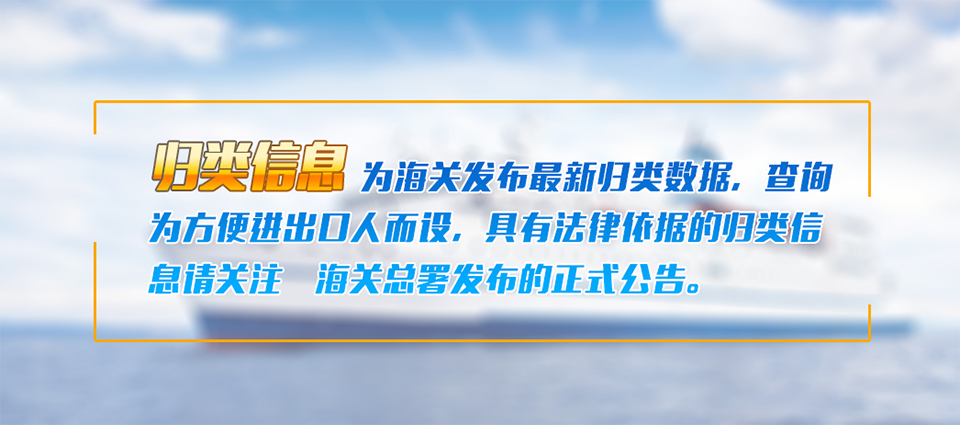 归类信息 为海关发布最新归类数据，查询
为方便进出口人而设，具有法律依据的归类信
息请关注　海关总署发布的正式公告。